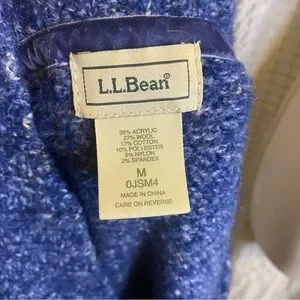 L.L.Bean®
39% ACRYLIC
27% WOOL
17% COTTON
10% POLYESTER
5% NYLON
2% SPANDEX
M
0JSM4
MADE IN CHINA
CARE ON REVERSE